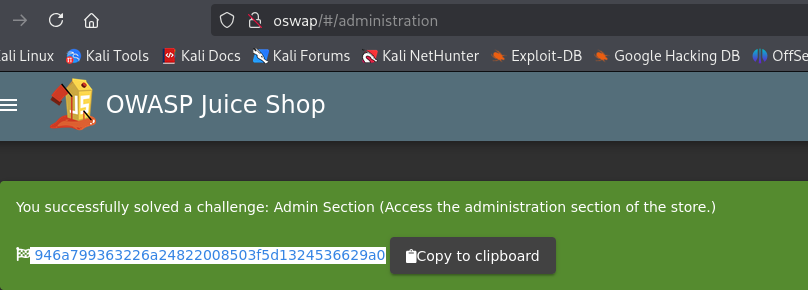 oswap/#/administration
ali Linux Kali Tools Kali Docs Kali Forums Kali NetHunter Exploit-DB Google Hacking DB OffSe
OWASP Juice Shop
You successfully solved a challenge: Admin Section (Access the administration section of the store.)
946a799363226a24822008503f5d1324536629a0 Copy to clipboard